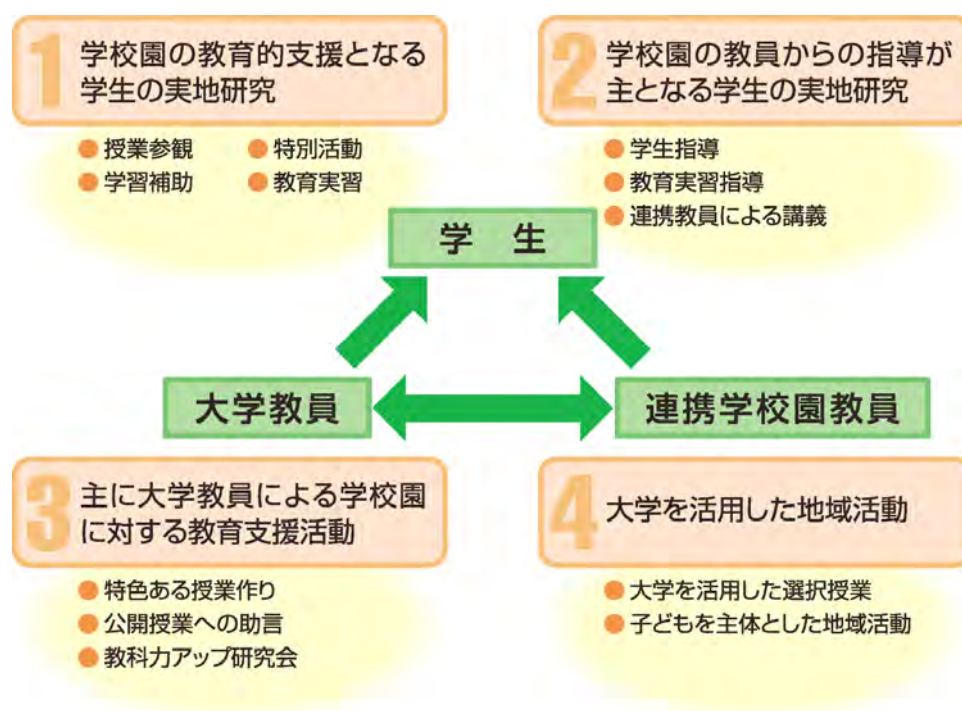 1
学校園の教育的支援となる
学生の実地研究
● 授業参観
● 特別活動
● 学習補助
● 教育実習
2
学校園の教員からの指導が
主となる学生の実地研究
● 学生指導
● 教育実習指導
● 連携教員による講義
学 生
大学教員
連携学校園教員
3
主に大学教員による学校園
に対する教育支援活動
● 特色ある授業作り
● 公開授業への助言
● 教科力アップ研究会
4
大学を活用した地域活動
● 大学を活用した選択授業
● 子どもを主体とした地域活動